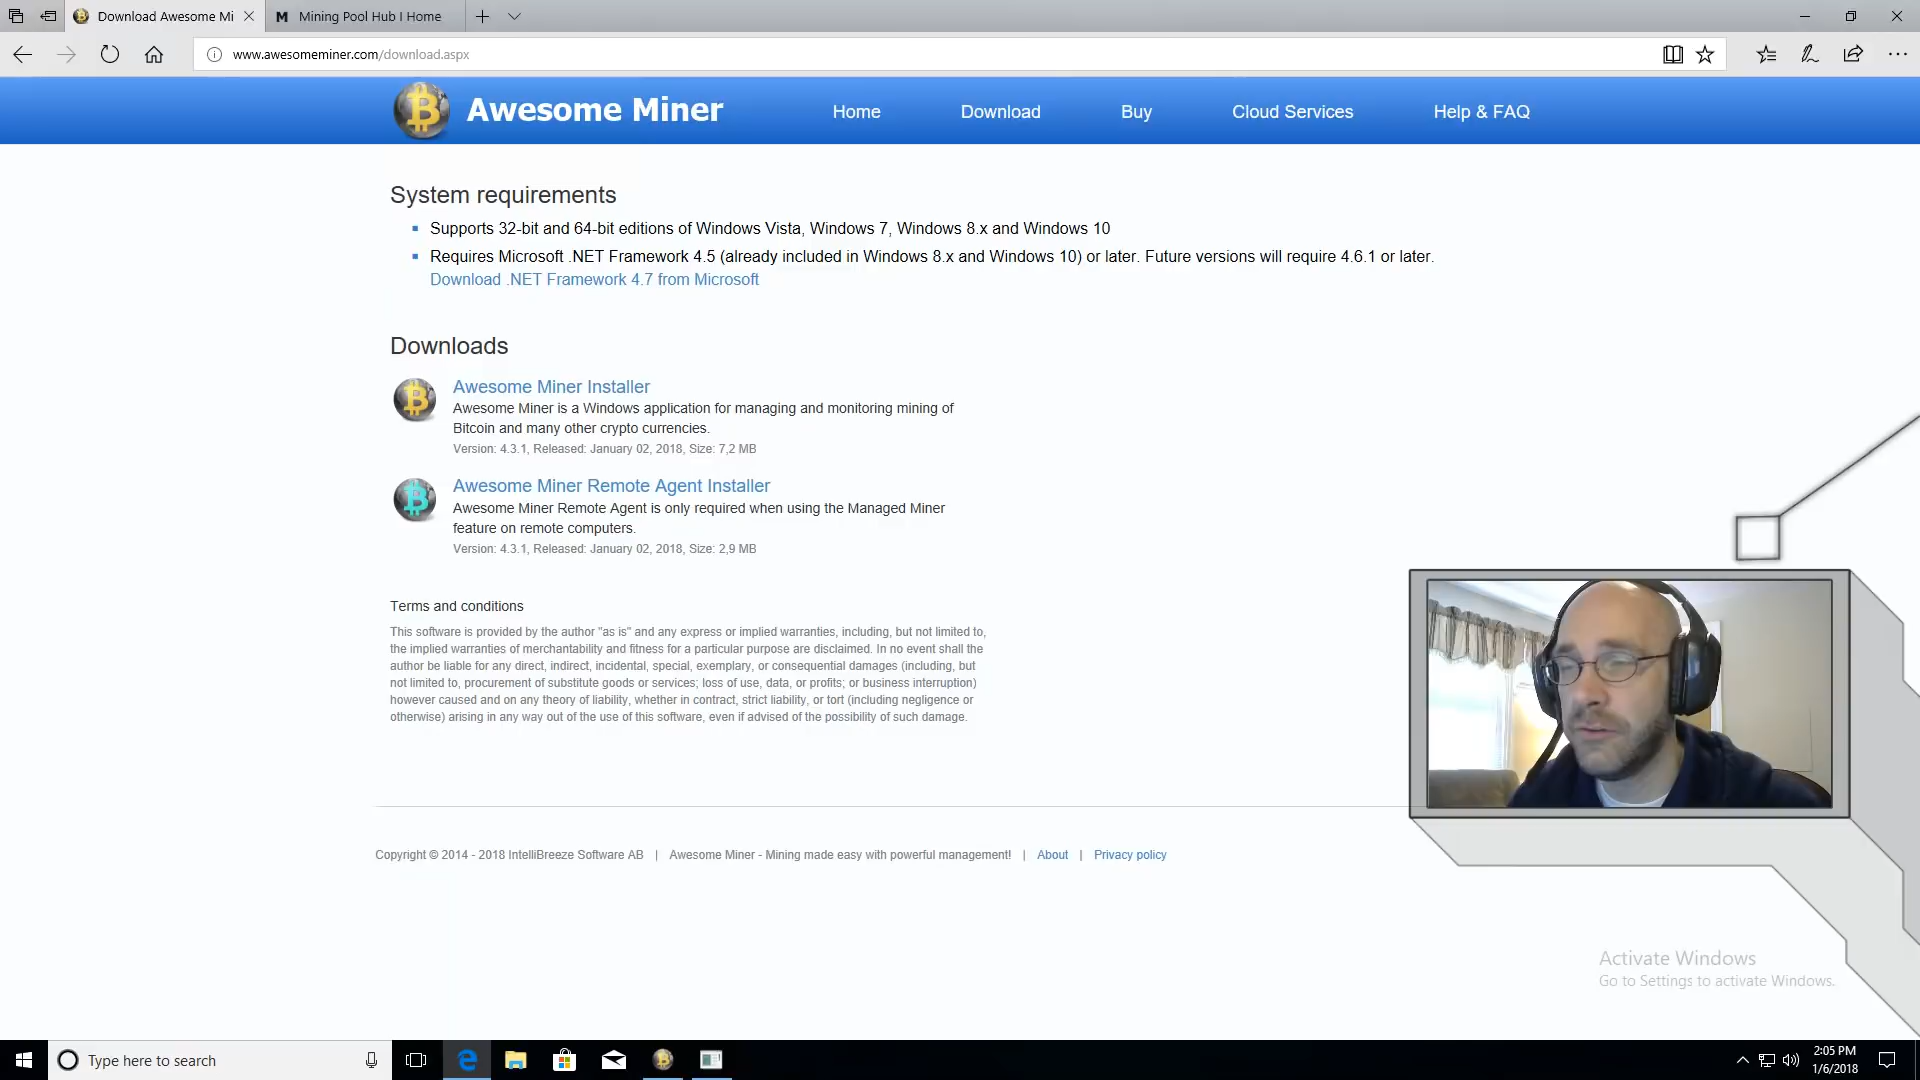 Download Awesome Mi
Mining Pool Hub I Home
www.awesomeminer.com/download.aspx
Awesome Miner
Home
Download
Buy
Cloud Services
Help & FAQ
System requirements
Supports 32-bit and 64-bit editions of Windows Vista, Windows 7, Windows 8.x and Windows 10
Requires Microsoft .NET Framework 4.5 (already included in Windows 8.x and Windows 10) or later. Future versions will require 4.6.1 or later.
Download .NET Framework 4.7 from Microsoft
Downloads
Awesome Miner Installer
Awesome Miner is a Windows application for managing and monitoring mining of
Bitcoin and many other crypto currencies.
Version: 4.3.1, Released: January 02, 2018, Size: 7,2 MB
Awesome Miner Remote Agent Installer
Awesome Miner Remote Agent is only required when using the Managed Miner
feature on remote computers.
Version: 4.3.1, Released: January 02, 2018, Size: 2,9 MB
Terms and conditions
This software is provided by the author "as is" and any express or implied warranties, including, but not limited to,
the implied warranties of merchantability and fitness for a particular purpose are disclaimed. In no event shall the
author be liable for any direct, indirect, incidental, special, exemplary, or consequential damages (including, but
not limited to, procurement of substitute goods or services; loss of use, data, or profits; or business interruption)
however caused and on any theory of liability, whether in contract, strict liability, or tort (including negligence or
otherwise) arising in any way out of the use of this software, even if advised of the possibility of such damage.
Copyright © 2014 - 2018 IntelliBreeze Software AB | Awesome Miner - Mining made easy with powerful management! | About | Privacy policy
Activate Windows
Go to Settings to activate Windows.
Type here to search
2:05 PM
1/6/2018